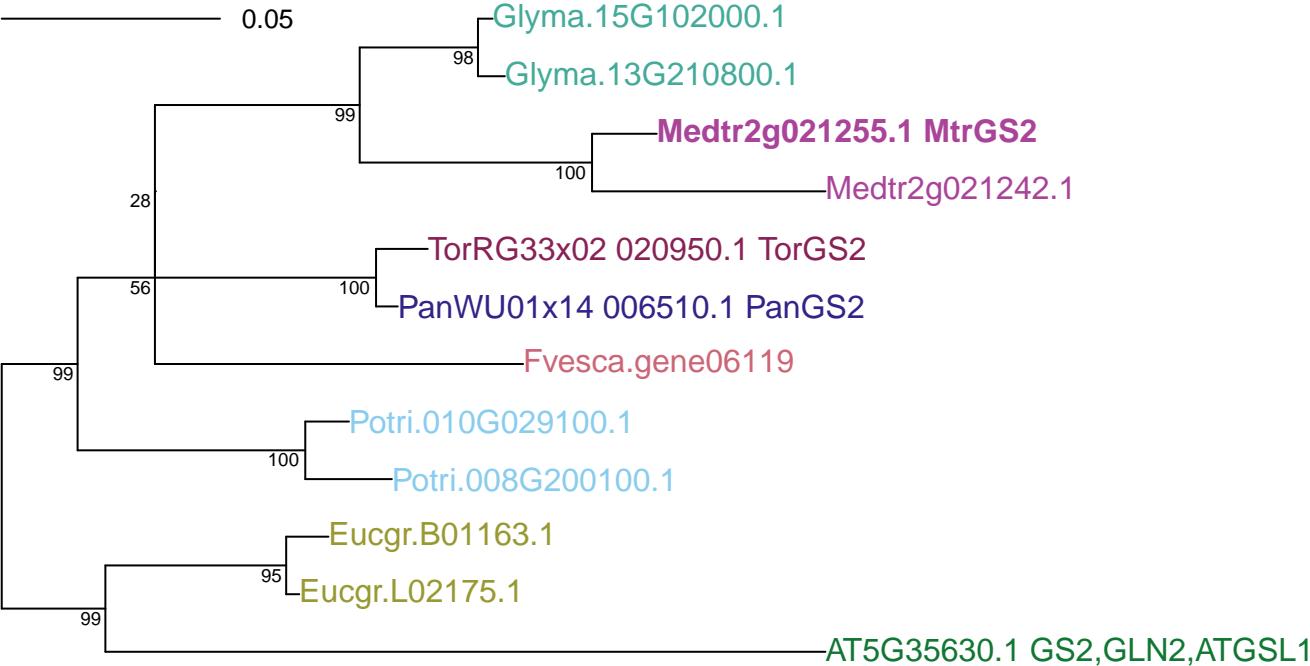 0.05
Glyma.15G102000.1
98
Glyma.13G210800.1
99
Medtr2g021255.1 MtrGS2
100
Medtr2g021242.1
28
TorRG33x02 020950.1 TorGS2
56
100
PanWU01x14 006510.1 PanGS2
Fvesca.gene06119
99
Potri.010G029100.1
100
Potri.008G200100.1
Eucgr.B01163.1
95
Eucgr.L02175.1
99
AT5G35630.1 GS2,GLN2,ATGSL1